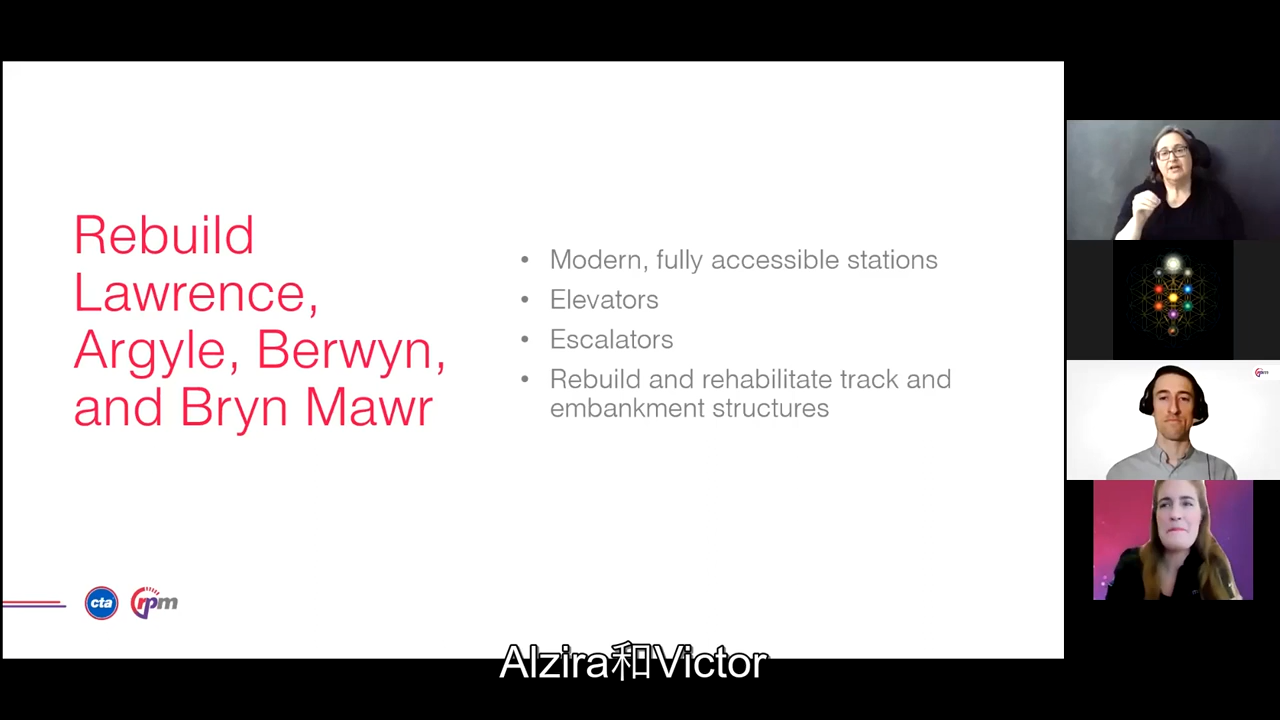 Rebuild
Lawrence,
Argyle, Berwyn,
and Bryn Mawr
• Modern, fully accessible stations
• Elevators
• Escalators
• Rebuild and rehabilitate track and
embankment structures
cta
rpm
rpm
Alzira和Victor